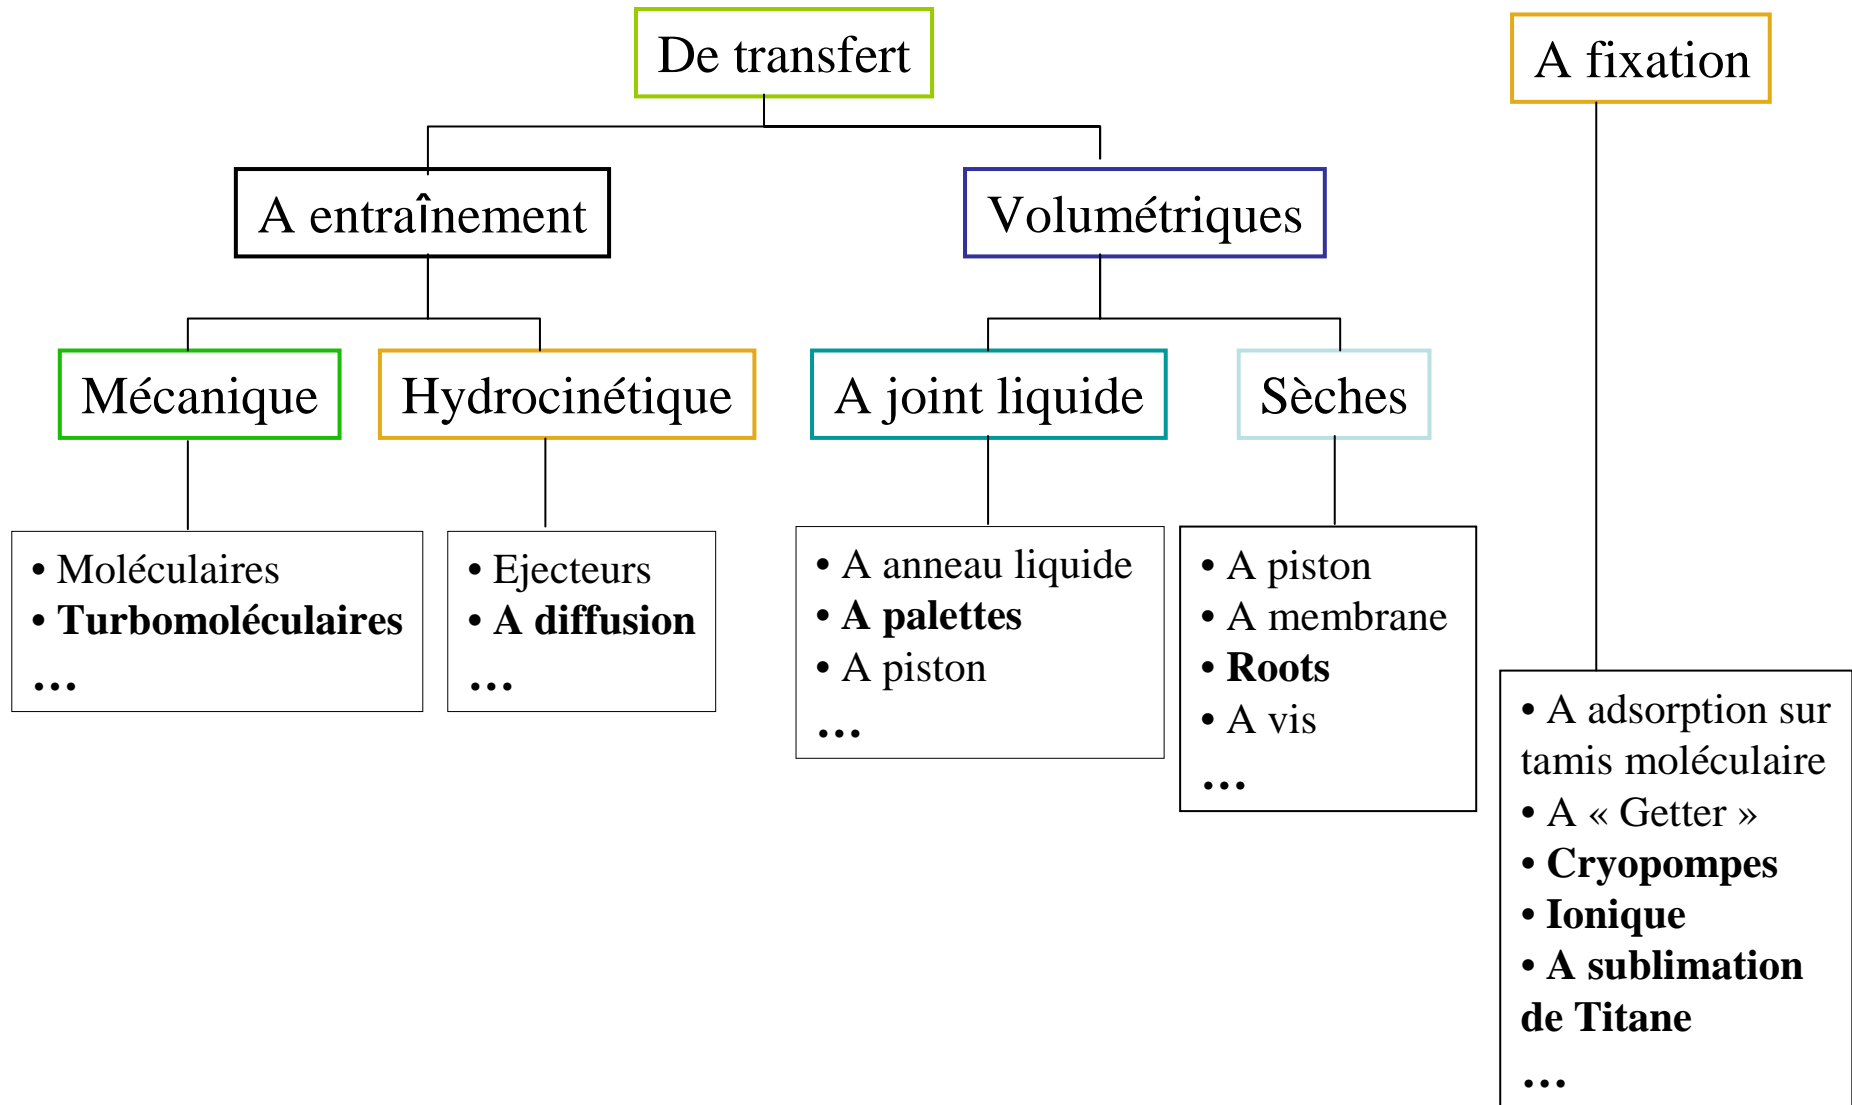 De transfert
A fixation
A entraînement
Volumétriques
Mécanique
Hydrocinétique
A joint liquide
Sèches
• Moléculaires
• Turbomoléculaires
...
• Ejecteurs
• A diffusion
...
• A anneau liquide
• A palettes
• A piston
...
• A piston
• A membrane
• Roots
• A vis
...
• A adsorption sur
tamis moléculaire
• A « Getter »
• Cryopompes
• Ionique
• A sublimation
de Titane
...